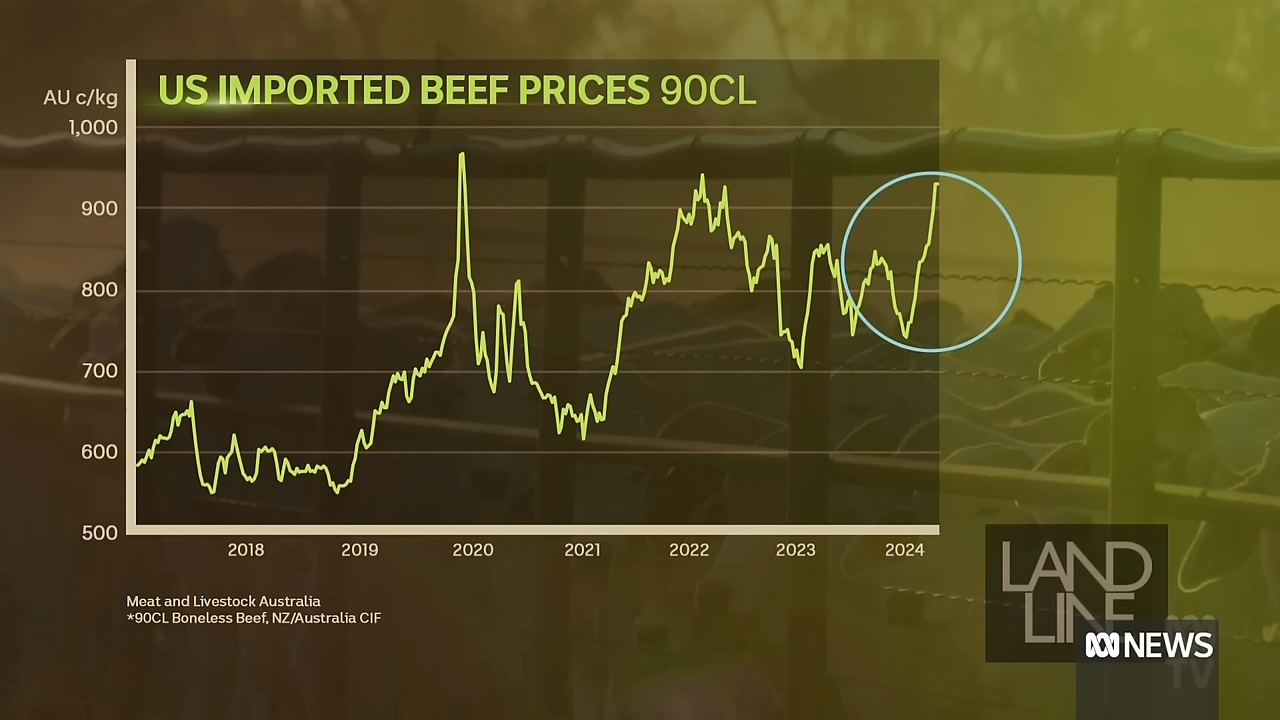 US IMPORTED BEEF PRICES 90CL
AU c/kg
1,000
900
800
700
600
500
2018 2019 2020 2021 2022 2023 2024
Meat and Livestock Australia
*90CL Boneless Beef, NZ/Australia CIF
LAND
LINE
NEWS
TV